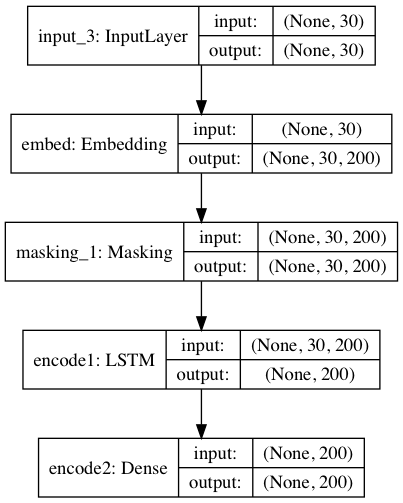 input_3: InputLayer
input: (None, 30)
output: (None, 30)
embed: Embedding
input: (None, 30)
output: (None, 30, 200)
masking_1: Masking
input: (None, 30, 200)
output: (None, 30, 200)
encode1: LSTM
input: (None, 30, 200)
output: (None, 200)
encode2: Dense
input: (None, 200)
output: (None, 200)